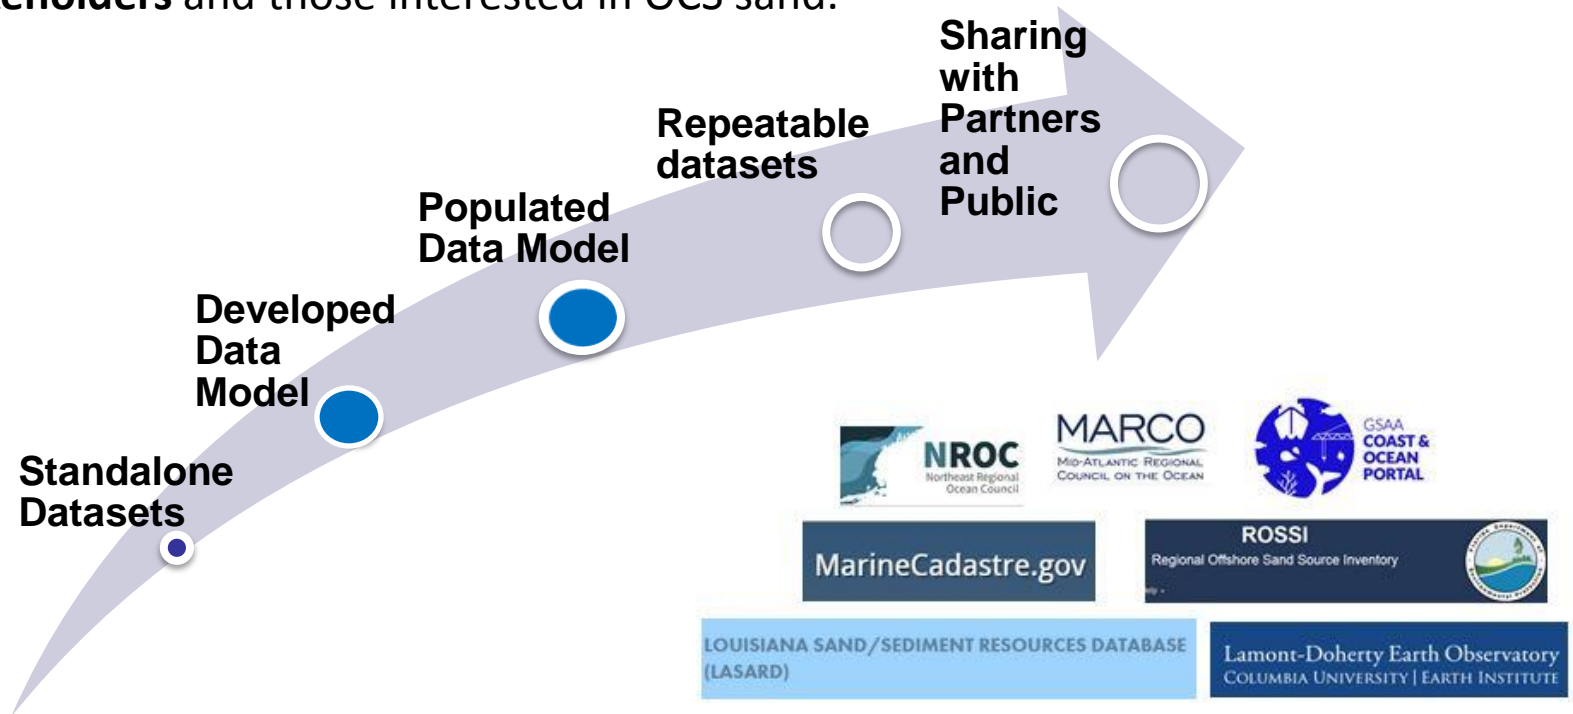 eholders and those interested in OCS sand.
Sharing
with
Partners
and
Public
Repeatable
datasets
Populated
Data Model
Developed
Data
Model
Standalone
Datasets
NROC
Northeast Regional
Ocean Council
MARCO
MID-ATLANTIC REGIONAL
COUNCIL ON THE OCEAN
GSAA
COAST &
OCEAN
PORTAL
MarineCadastre.gov
ROSSI
Regional Offshore Sand Source Inventory
LOUISIANA SAND/SEDIMENT RESOURCES DATABASE
(LASARD)
Lamont-Doherty Earth Observatory
COLUMBIA UNIVERSITY | EARTH INSTITUTE